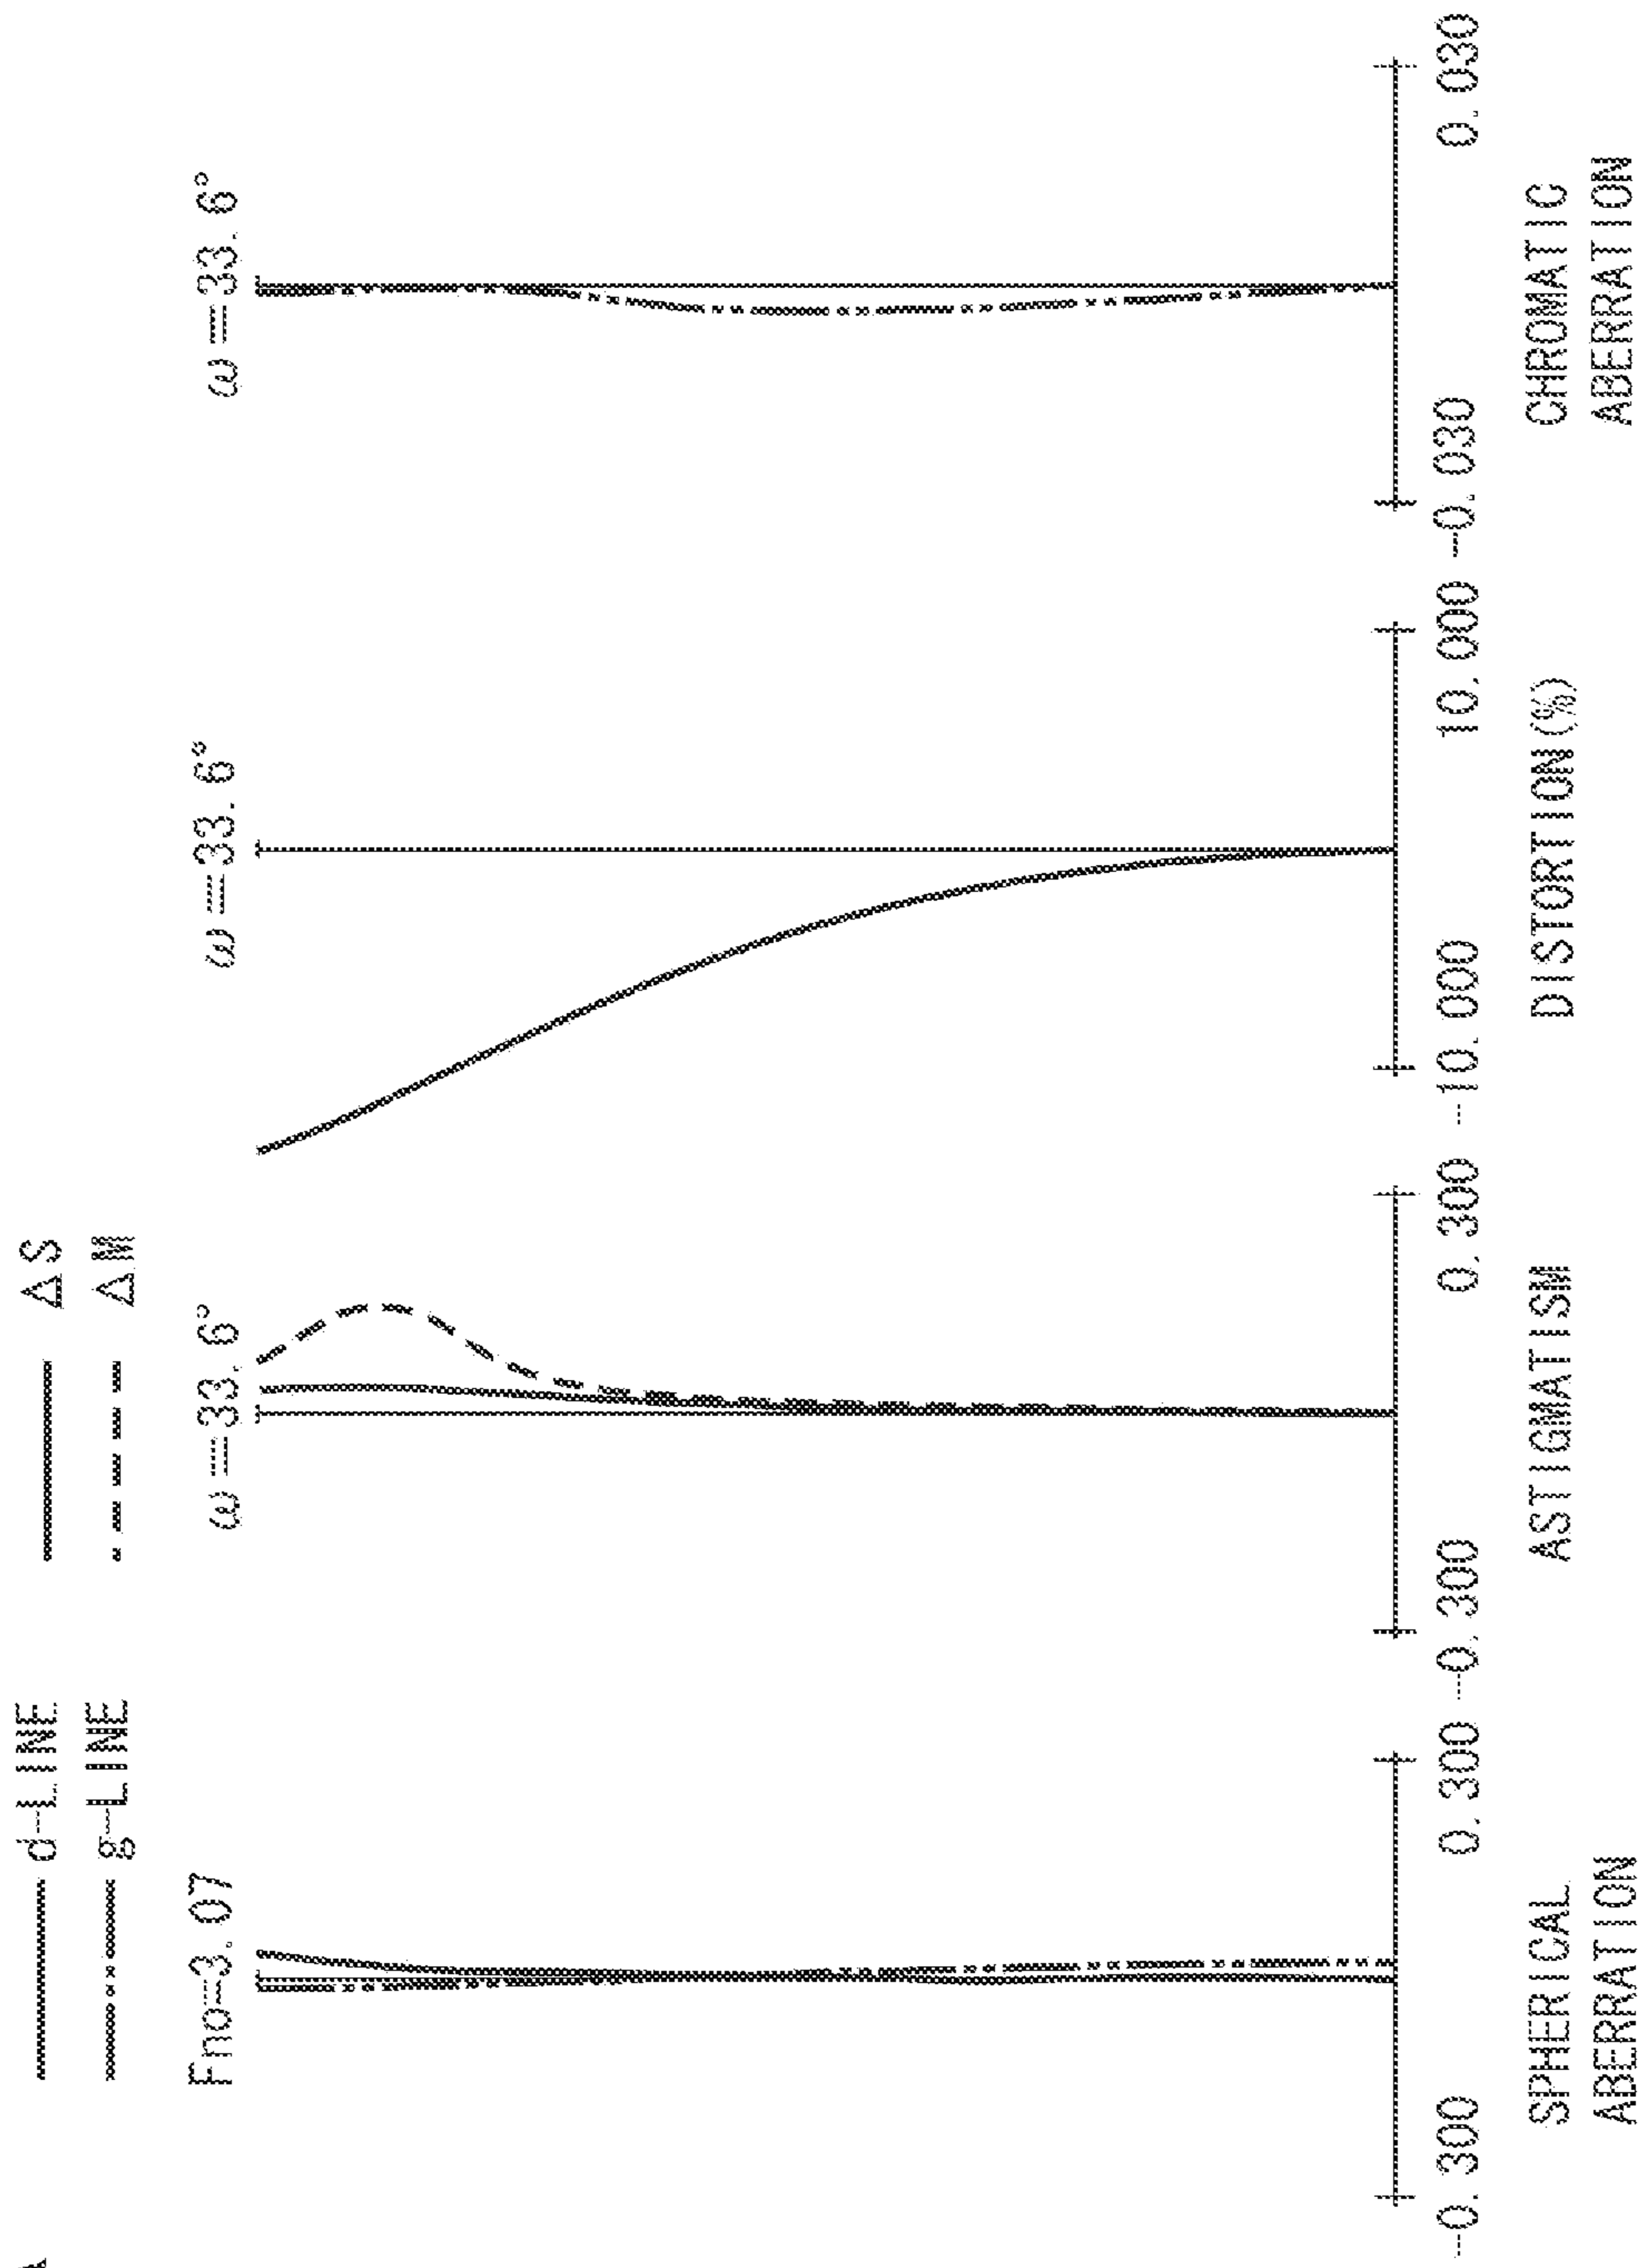 d-LINE ΔS
g-LINE ΔM
Fno=3. 07
ω=33. 6°
ω=33. 6°
ω=33. 6°
-0. 300
0. 300
-0. 300
0. 300
-10. 000
10. 000
-0. 030
0. 030
SPHERICAL
ABERRATION
ASTIGMATISM
DISTORTION(%)
CHROMATIC
ABERRATION